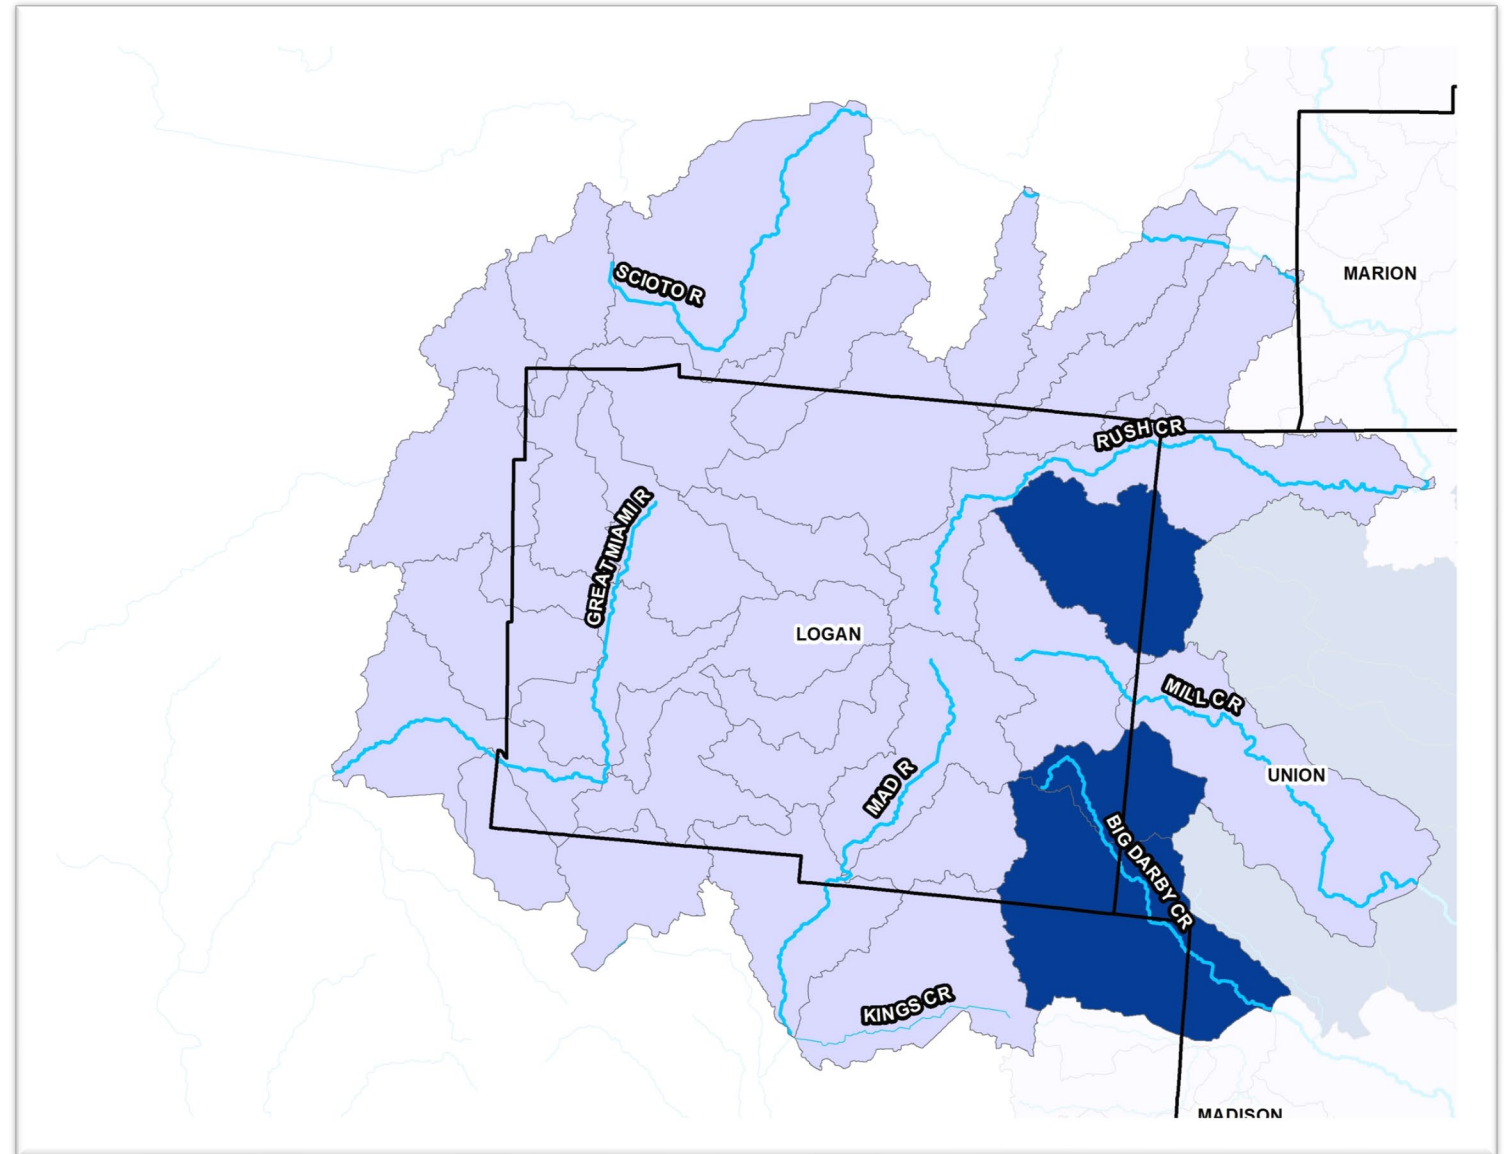 SCIOTO R
MARION
RUSH CR
GREAT MIAMI R
LOGAN
MILL CR
UNION
MAD R
BIG DARBY CR
KINGS CR
MADISON